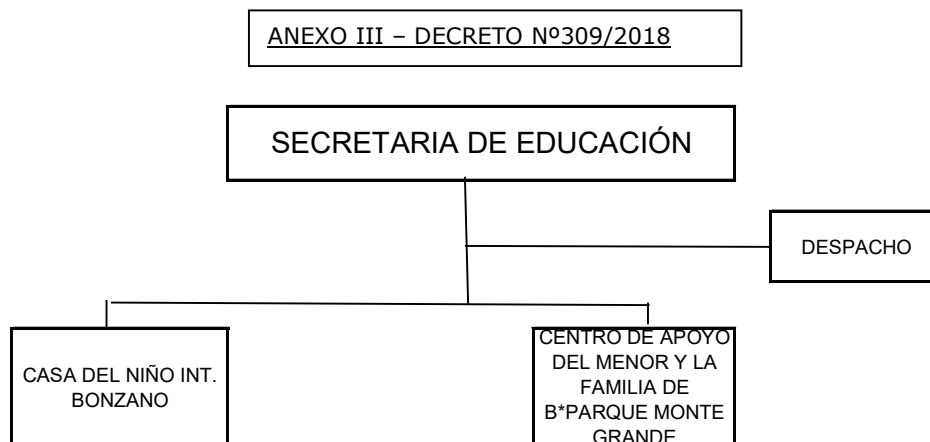 ANEXO III – DECRETO Nº309/2018
SECRETARIA DE EDUCACIÓN
DESPACHO
CASA DEL NIÑO INT.
BONZANO
CENTRO DE APOYO
DEL MENOR Y LA
FAMILIA DE
B*PARQUE MONTE
GRANDE